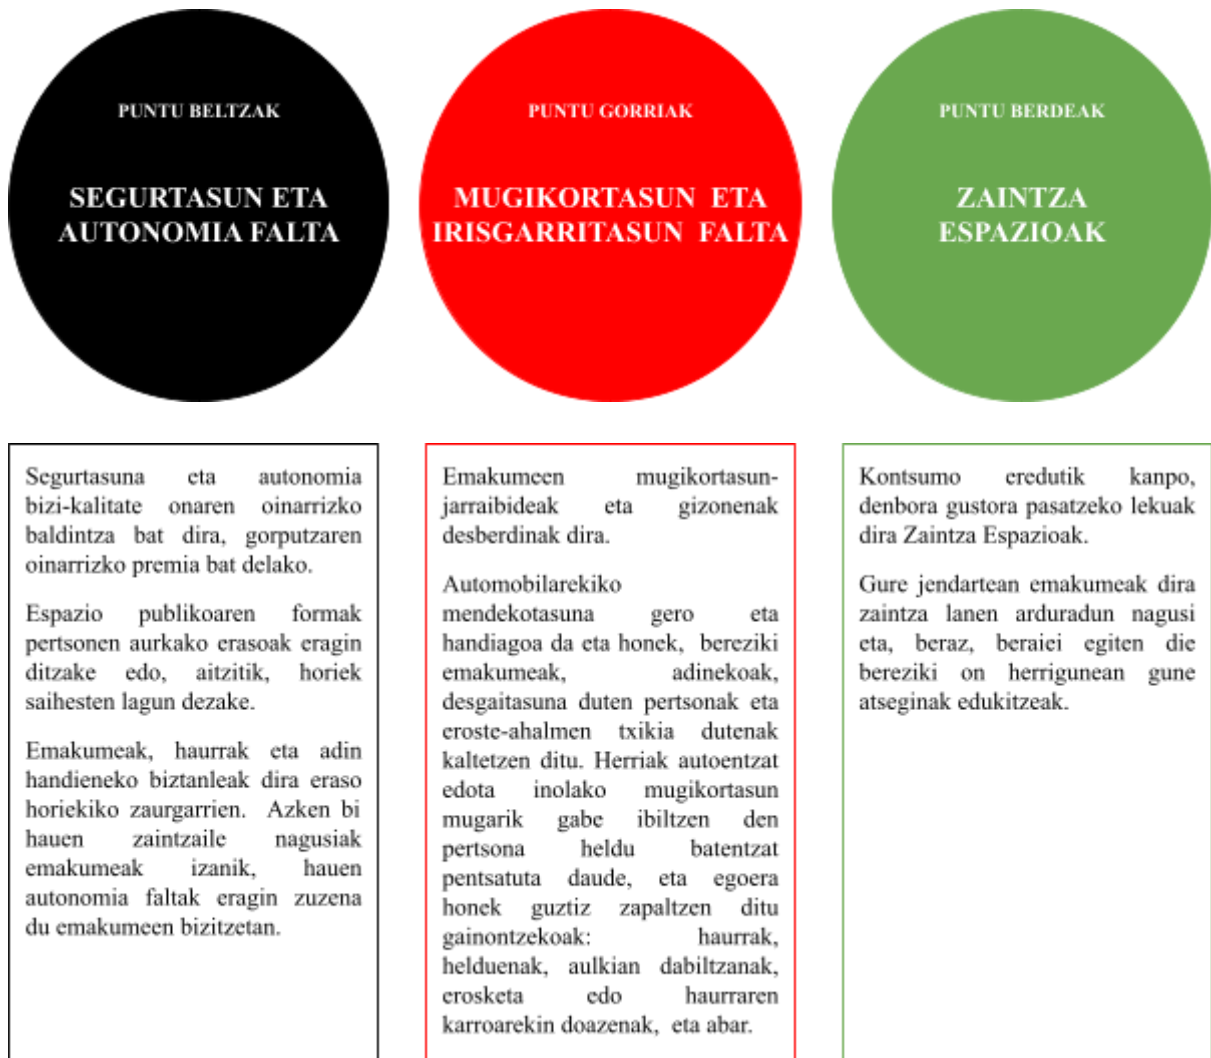 PUNTU BELTZAK
SEGURTASUN ETA
AUTONOMIA FALTA
PUNTU GORRIAK
MUGIKORTASUN ETA
IRISGARRITASUN FALTA
PUNTU BERDEAK
ZAINTZA
ESPAZIOAK
Segurtasuna eta autonomia
bizi-kalitate onaren oinarrizko
baldintza bat dira, gorputzaren
oinarrizko premia bat delako.
Espazio publikoaren formak
pertsonen aurkako erasoak eragin
ditzake edo, aitzitik, horiek
saihesten lagun dezake.
Emakumeak, haurrak eta adin
handieneko biztanleak dira eraso
horiekiko zaurgarrien. Azken bi
hauen zaintzaile nagusiak
emakumeak izanik, hauen
autonomia faltak eragin zuzena
du emakumeen bizitzetan.
Emakumeen mugikortasun-
jarraibideak eta gizonenak
desberdinak dira.
Automobilarekiko
mendekotasuna gero eta
handiagoa da eta honek, bereziki
emakumeak, adinekoak,
desgaitasuna duten pertsonak eta
eroste-ahalmen txikia dutenak
kaltetzen ditu. Herriak autoentzat
edota inolako mugikortasun
mugarik gabe ibiltzen den
pertsona heldu batentzat
pentsatuta daude, eta egoera
honek guztiz zapaltzen ditu
gainontzekoak: haurrak,
helduenak, aulkian dabiltzanak,
erosketa edo haurraren
karroarekin doazenak, eta abar.
Kontsumo eredutik kanpo,
denbora gustora pasatzeko lekuak
dira Zaintza Espazioak.
Gure jendartean emakumeak dira
zaintza lanen arduradun nagusi
eta, beraz, beraiei egiten die
bereziki on herrigunean gune
atseginak edukitzeak.